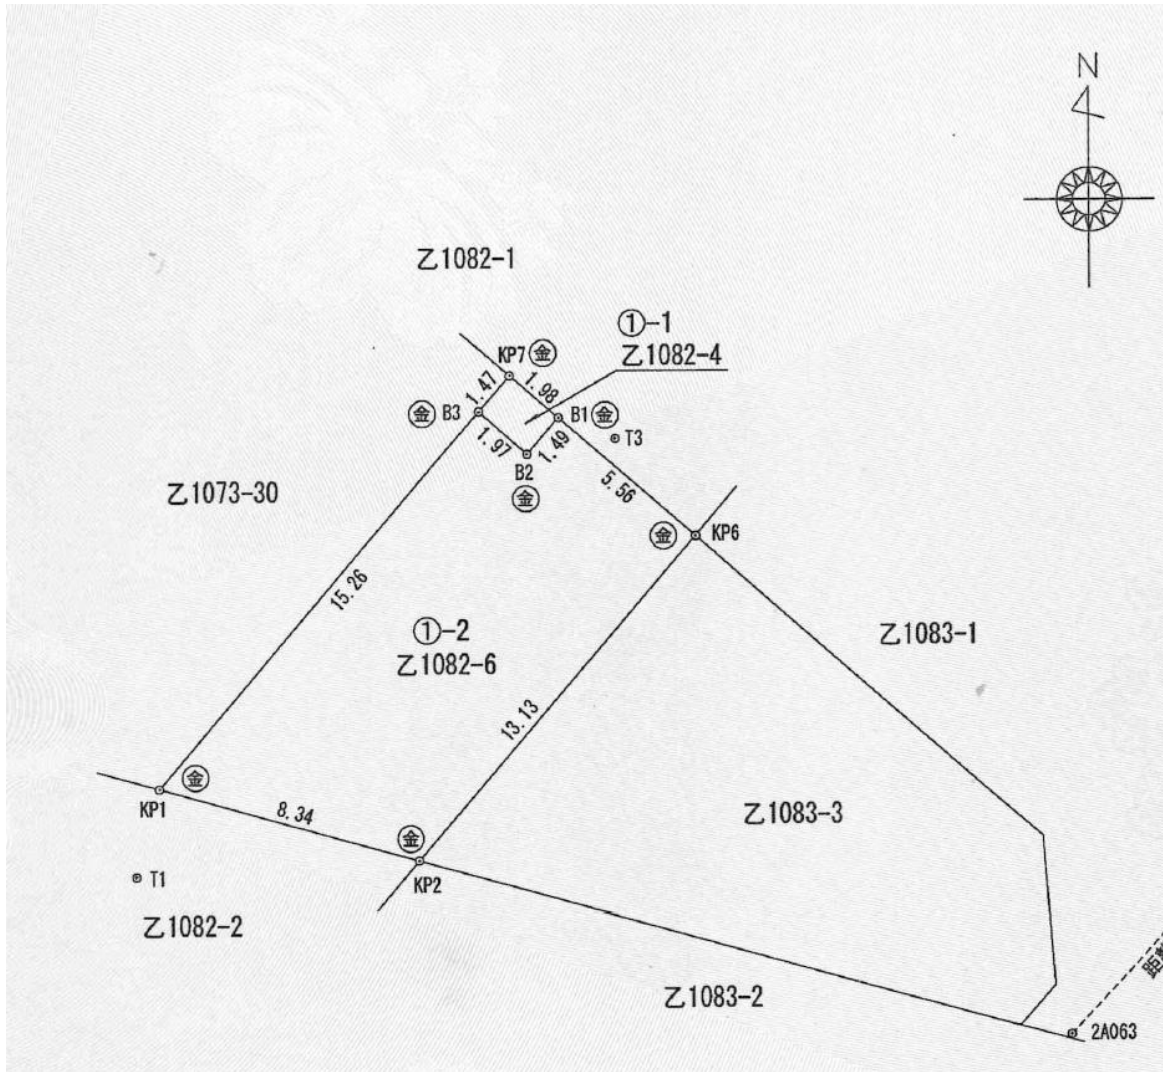 N
乙1082-1
①-1
乙1082-4
KP7 金
1.47
1.98
金 B3
B1 金
T3
1.97
1.49
B2
金
5.56
乙1073-30
金 KP6
15.26
①-2
乙1082-6
乙1083-1
13.13
金
KP1
8.34
金
KP2
乙1083-3
T1
乙1082-2
乙1083-2
2A063